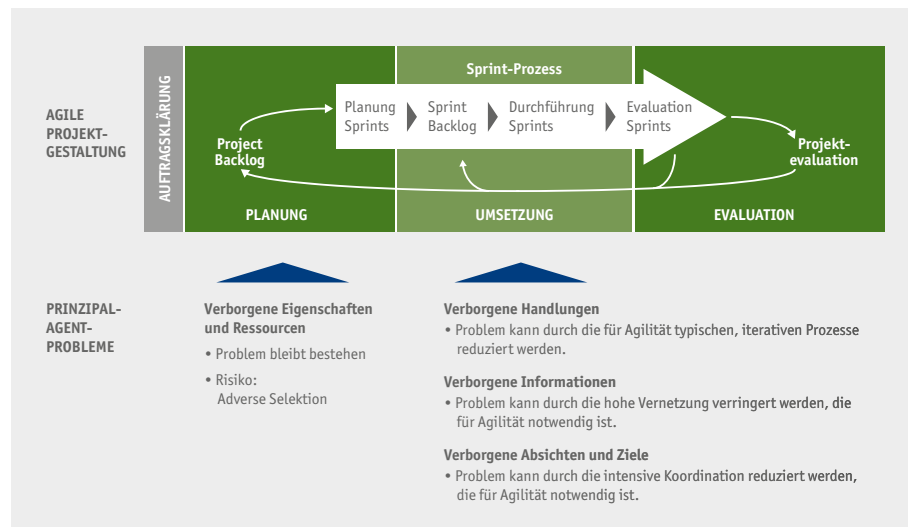 AGILE
PROJEKT-
GESTALTUNG
AUFTRAGSKLÄRUNG
Sprint-Prozess
Project
Backlog
Planung
Sprints
Sprint
Backlog
Durchführung
Sprints
Evaluation
Sprints
Projekt-
evaluation
PLANUNG
UMSETZUNG
EVALUATION
PRINZIPAL-
AGENT-
PROBLEME
Verborgene Eigenschaften
und Ressourcen
• Problem bleibt bestehen
• Risiko:
Adverse Selektion
Verborgene Handlungen
• Problem kann durch die für Agilität typischen, iterativen Prozesse
reduziert werden.
Verborgene Informationen
• Problem kann durch die hohe Vernetzung verringert werden, die
für Agilität notwendig ist.
Verborgene Absichten und Ziele
• Problem kann durch die intensive Koordination reduziert werden,
die für Agilität notwendig ist.